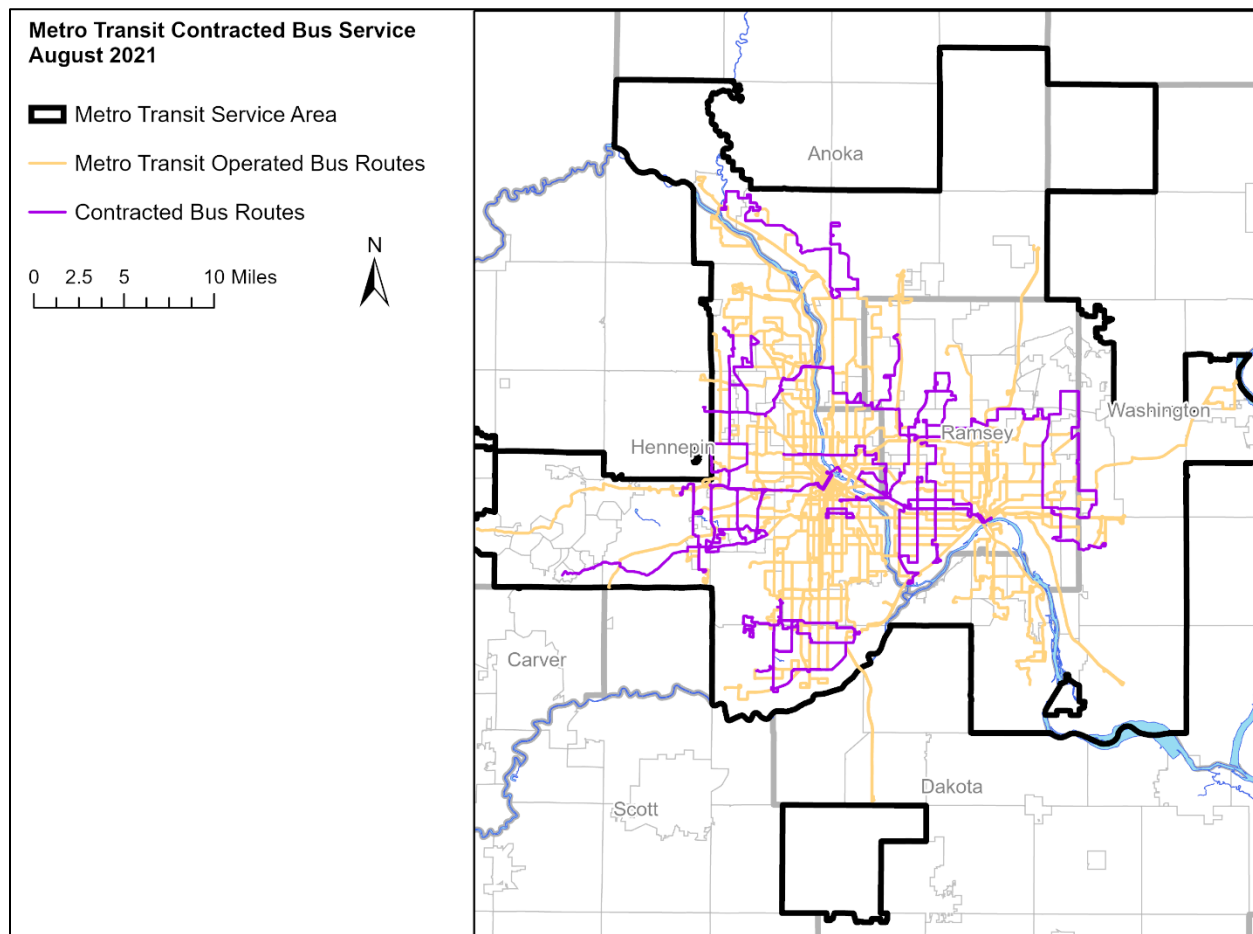 Metro Transit Contracted Bus Service
August 2021
Metro Transit Service Area
Metro Transit Operated Bus Routes
Contracted Bus Routes
N
0 2.5 5 10 Miles
Anoka
Washington
Hennepin
Ramsey
Carver
Scott
Dakota